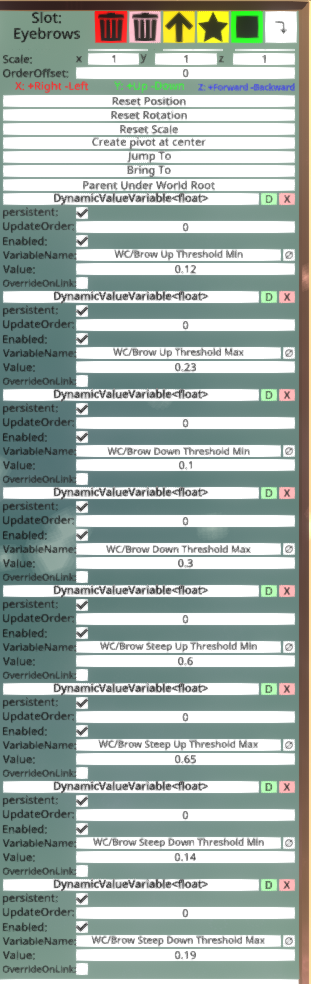 Slot:
Eyebrows
Scale: x 1 y 1 z 1
OrderOffset: 0
X: +Right -Left Y: +Up -Down Z: +Forward -Backward
Reset Position
Reset Rotation
Reset Scale
Create pivot at center
Jump To
Bring To
Parent Under World Root
DynamicValueVariable<float> D X
persistent:
UpdateOrder: 0
Enabled:
VariableName: WC/Brow Up Threshold Min Ø
Value: 0.12
OverrideOnLink:
DynamicValueVariable<float> D X
persistent:
UpdateOrder: 0
Enabled:
VariableName: WC/Brow Up Threshold Max Ø
Value: 0.23
OverrideOnLink:
DynamicValueVariable<float> D X
persistent:
UpdateOrder: 0
Enabled:
VariableName: WC/Brow Down Threshold Min Ø
Value: 0.1
OverrideOnLink:
DynamicValueVariable<float> D X
persistent:
UpdateOrder: 0
Enabled:
VariableName: WC/Brow Down Threshold Max Ø
Value: 0.3
OverrideOnLink:
DynamicValueVariable<float> D X
persistent:
UpdateOrder: 0
Enabled:
VariableName: WC/Brow Steep Up Threshold Min Ø
Value: 0.6
OverrideOnLink:
DynamicValueVariable<float> D X
persistent:
UpdateOrder: 0
Enabled:
VariableName: WC/Brow Steep Up Threshold Max Ø
Value: 0.65
OverrideOnLink:
DynamicValueVariable<float> D X
persistent:
UpdateOrder: 0
Enabled:
VariableName: WC/Brow Steep Down Threshold Min Ø
Value: 0.14
OverrideOnLink:
DynamicValueVariable<float> D X
persistent:
UpdateOrder: 0
Enabled:
VariableName: WC/Brow Steep Down Threshold Max Ø
Value: 0.19
OverrideOnLink: